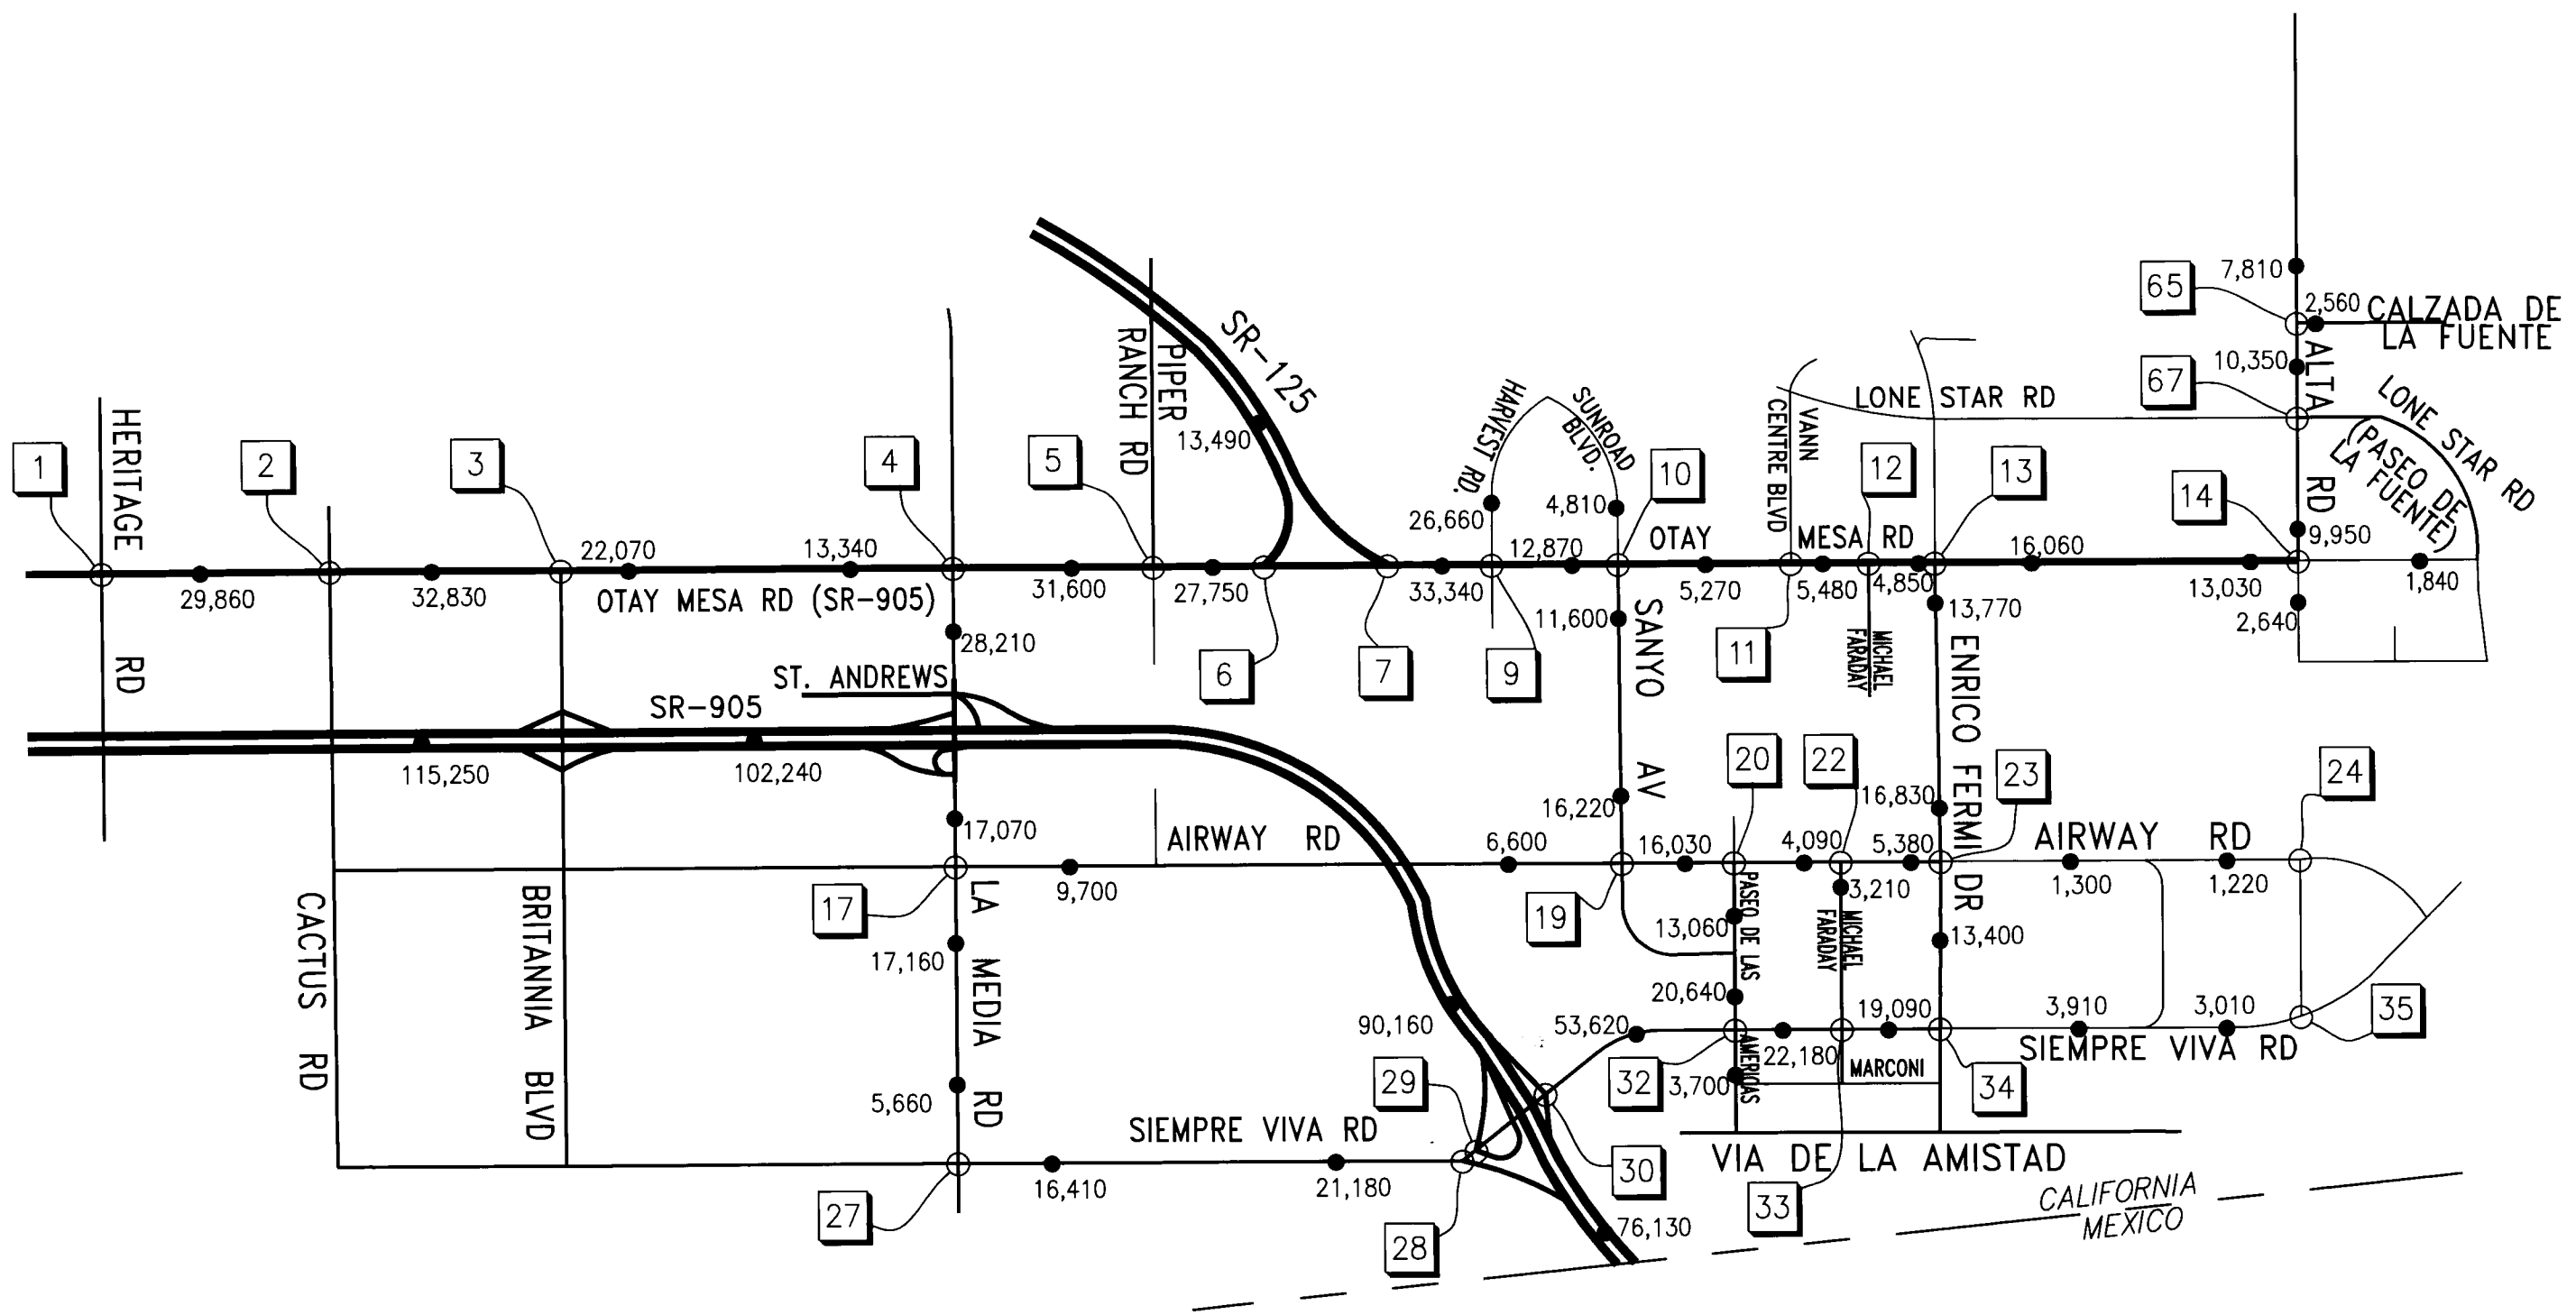 65
7,810
2,560
CALZADA DE
LA FUENTE
SR-125
PIPER
RANCH RD
13,490
10,350
67
ALTA
RD
LONE STAR RD
LONE STAR RD
(PASEO DE
LA FUENTE)
HARVEST RD.
SUNROAD
BLVD.
VANN
CENTRE BLVD
HERITAGE
RD
1
2
3
4
5
10
12
13
14
26,660
4,810
OTAY
MESA RD
22,070
13,340
12,870
16,060
9,950
29,860
32,830
OTAY MESA RD (SR-905)
31,600
27,750
33,340
5,270
5,480
4,850
13,030
1,840
11,600
13,770
2,640
28,210
6
7
9
11
SANYO
AV
MICHAEL
FARADAY
ENRICO FERMI DR
ST. ANDREWS
SR-905
115,250
102,240
20
22
23
24
16,220
16,830
17,070
AIRWAY RD
6,600
16,030
4,090
5,380
AIRWAY RD
9,700
3,210
1,300
1,220
17
19
CACTUS RD
BRITANNIA BLVD
LA MEDIA RD
PASEO DE LAS
AMERICAS
MICHAEL
FARADAY
13,060
13,400
17,160
20,640
19,090
3,910
3,010
35
90,160
53,620
22,180
SIEMPRE VIVA RD
29
32
3,700
MARCONI
34
5,660
SIEMPRE VIVA RD
VIA DE LA AMISTAD
30
16,410
21,180
27
28
33
76,130
CALIFORNIA
MEXICO